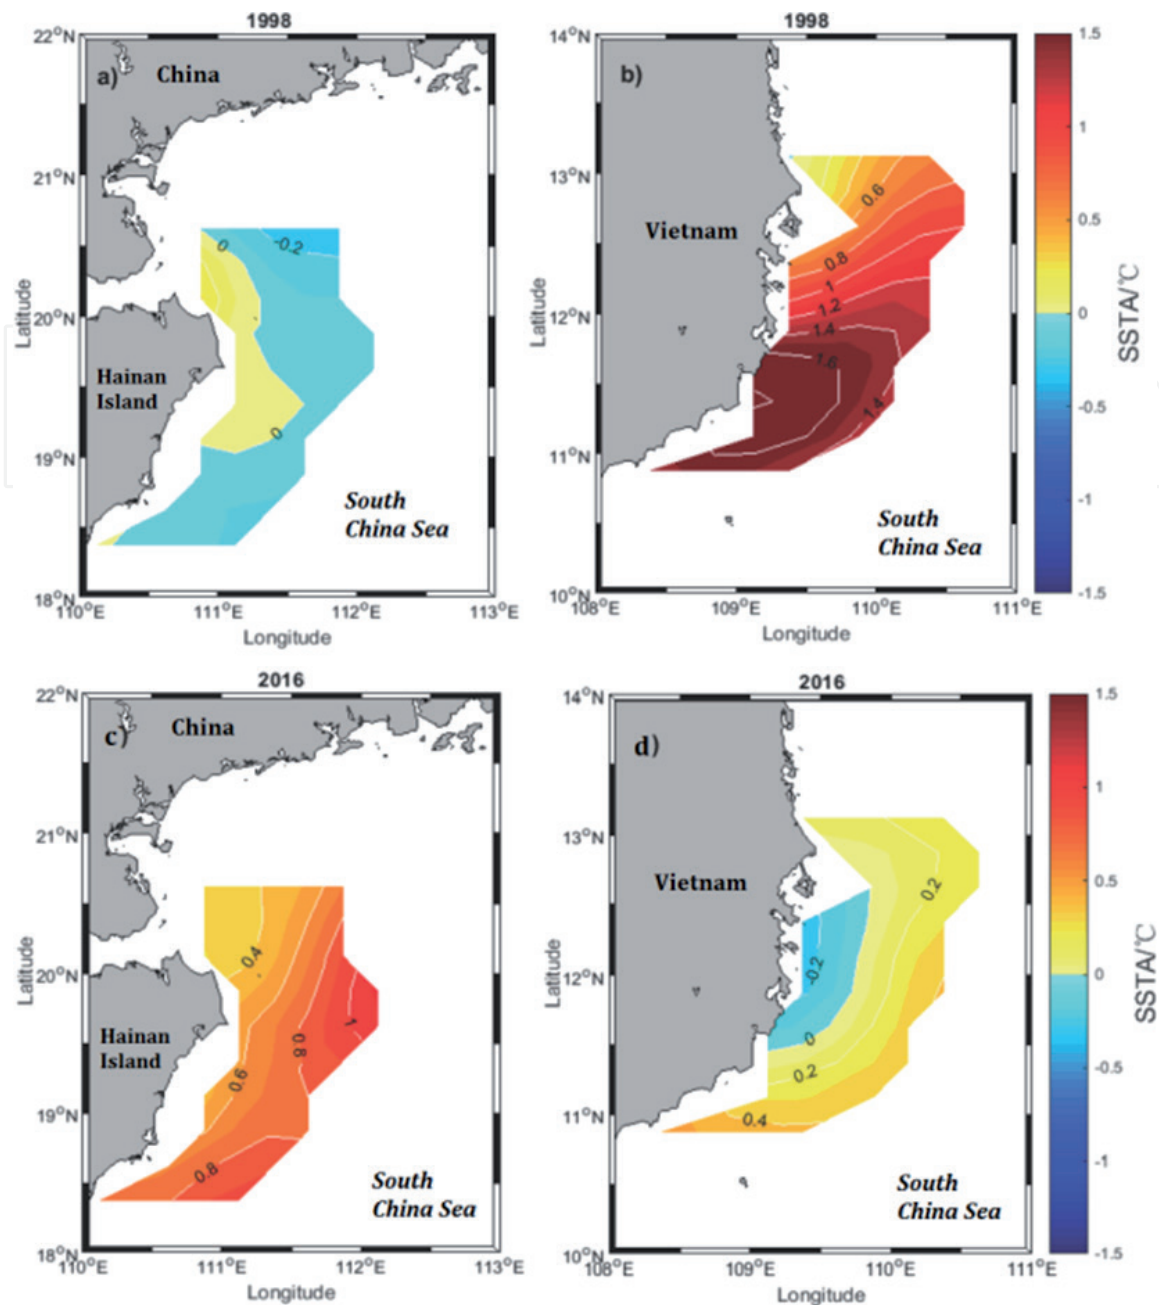 1998
22°N
21°N
20°N
19°N
18°N
110°E
111°E
112°E
113°E
Latitude
Longitude
a)
China
Hainan
Island
South
China Sea
0
-0.2
0
1998
14°N
13°N
12°N
11°N
10°N
108°E
109°E
110°E
111°E
Latitude
Longitude
b)
Vietnam
South
China Sea
0.6
0.8
1
1.2
1.4
1.6
1.4
1.5
1
0.5
0
-0.5
-1
-1.5
SSTA/℃
2016
22°N
21°N
20°N
19°N
18°N
110°E
111°E
112°E
113°E
Latitude
Longitude
c)
China
Hainan
Island
South
China Sea
0.4
1
0.8
0.6
0.8
2016
14°N
13°N
12°N
11°N
10°N
108°E
109°E
110°E
111°E
Latitude
Longitude
d)
Vietnam
South
China Sea
0.2
-0.2
0
0.2
0.4
1.5
1
0.5
0
-0.5
-1
-1.5
SSTA/℃